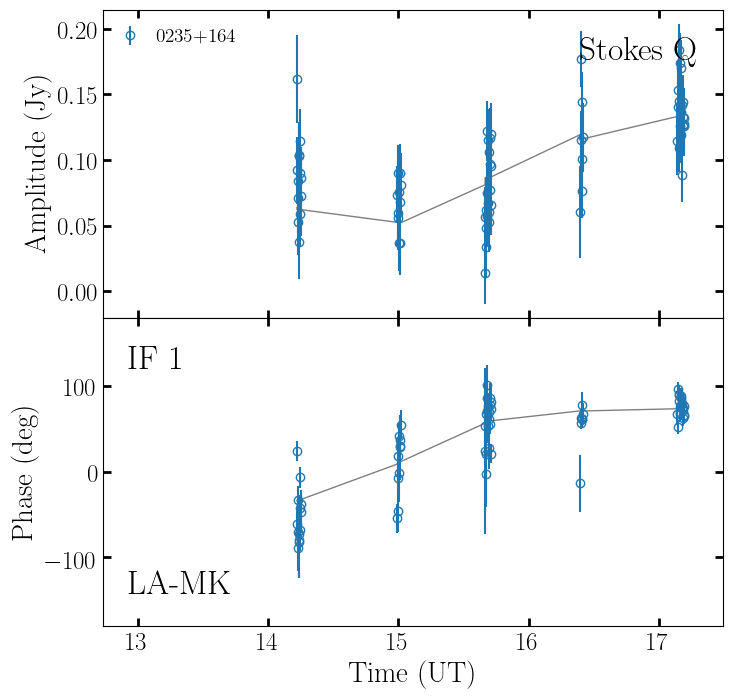 0235+164
Stokes Q
0.20
0.15
0.10
0.05
0.00
Amplitude (Jy)
IF 1
100
0
−100
Phase (deg)
LA-MK
13 14 15 16 17
Time (UT)